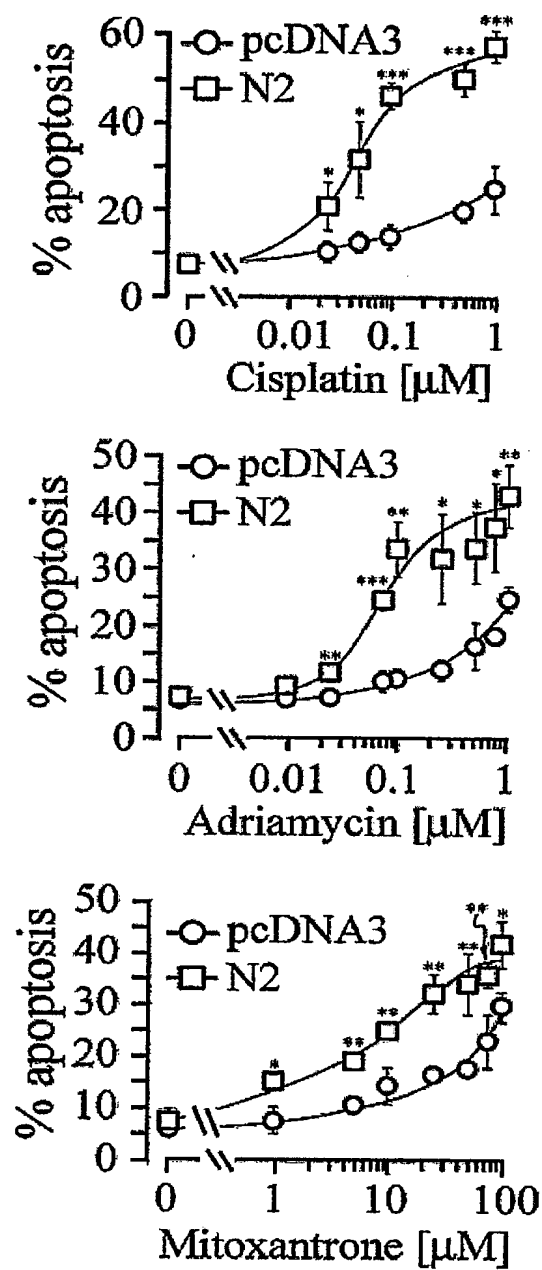 60
pcDNA3
N2
***
***
***
*
*
40
20
0
% apoptosis
0 0.01 0.1 1
Cisplatin [μM]
50
pcDNA3
N2
**
*
*
*
**
***
**
40
30
20
10
0
% apoptosis
0 0.01 0.1 1
Adriamycin [μM]
50
pcDNA3
N2
**
*
**
**
**
**
*
40
30
20
10
0
% apoptosis
0 1 10 100
Mitoxantrone [μM]